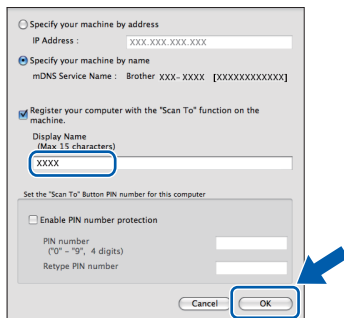 Specify your machine by address
IP Address : XXX.XXX.XXX.XXX
Specify your machine by name
mDNS Service Name : Brother XXX-XXXX [XXXXXXXXXXXX]
Register your computer with the "Scan To" function on the
machine.
Display Name
(Max 15 characters)
XXXX
Set the "Scan To" Button PIN number for this computer
Enable PIN number protection
PIN number
("0" – "9", 4 digits)
Retype PIN number
Cancel OK